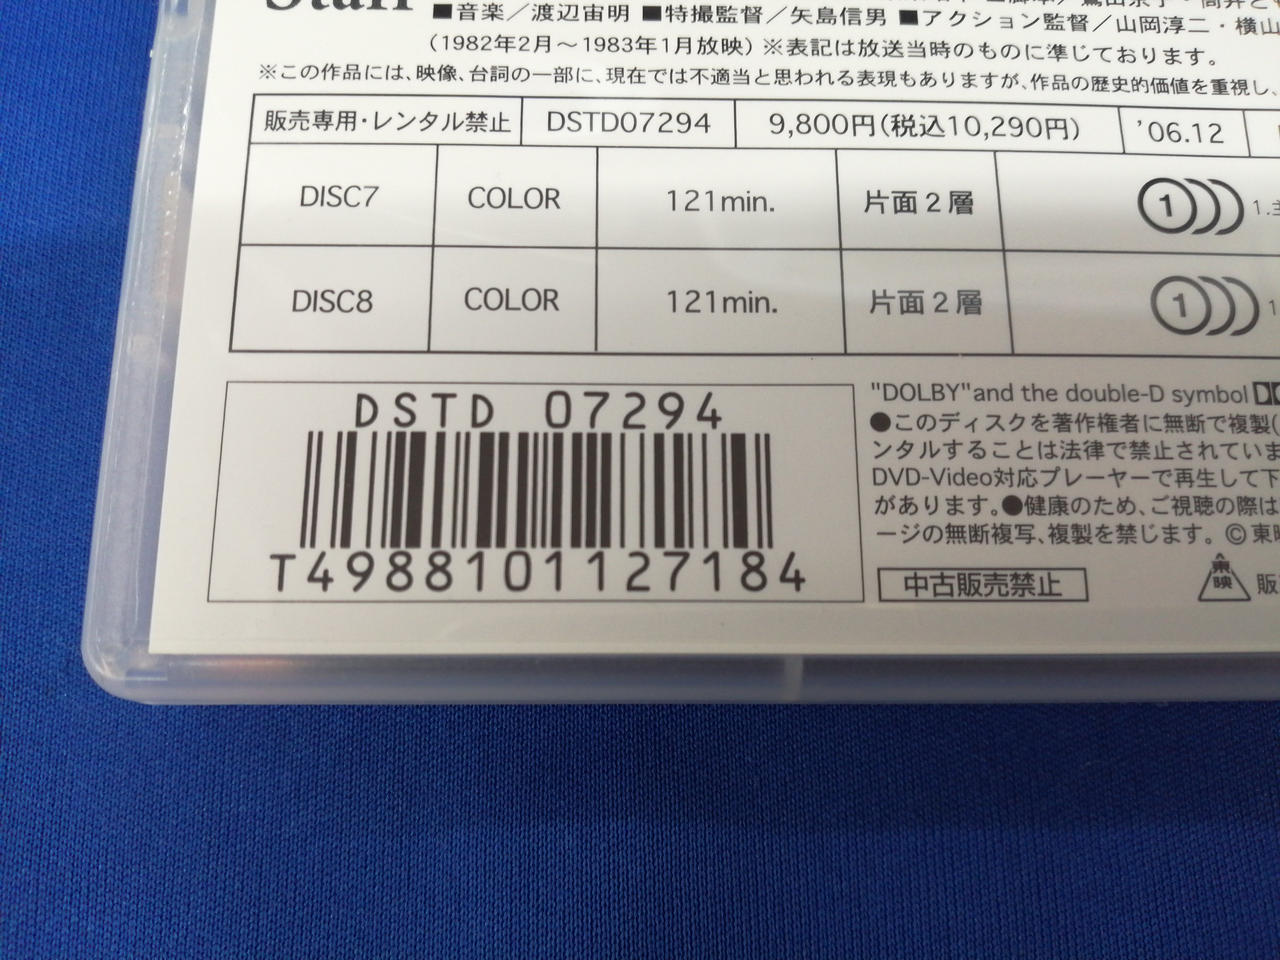 Staff
■音楽／渡辺宙明 ■特撮監督／矢島信男 ■アクション監督／山岡淳二・横山
（1982年2月～1983年1月放映）※表記は放送当時のものに準じております。
※この作品には、映像、台詞の一部に、現在では不適当と思われる表現もありますが、作品の歴史的価値を重視し、
販売専用・レンタル禁止 DSTD07294 9,800円(税込10,290円) ’06.12
DISC7 COLOR 121min. 片面2層 1 1.主
DISC8 COLOR 121min. 片面2層 1 1
DSTD 07294
T4988101127184
"DOLBY"and the double-D symbol
●このディスクを著作権者に無断で複製(
ンタルすることは法律で禁止されていま
DVD-Video対応プレーヤーで再生して下
があります。●健康のため、ご視聴の際は
ージの無断複写、複製を禁じます。 © 東映
中古販売禁止 東映 販